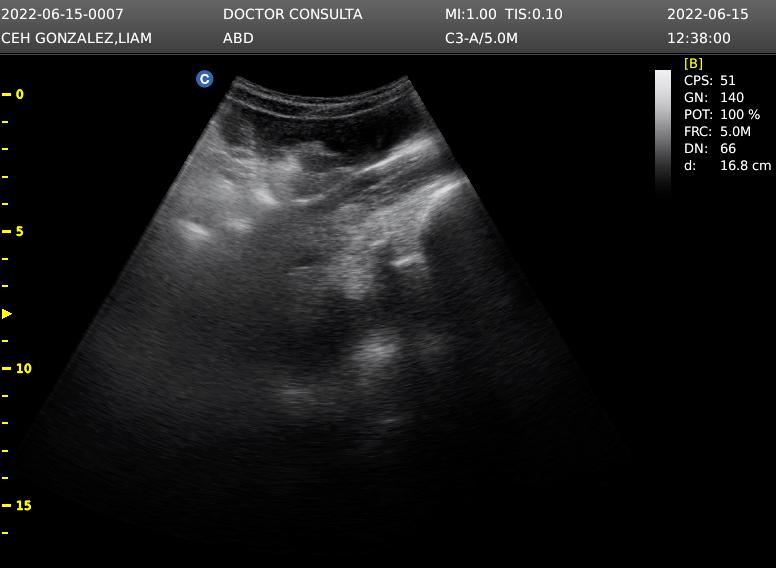 2022-06-15-0007 DOCTOR CONSULTA MI:1.00 TIS:0.10 2022-06-15
CEH GONZALEZ,LIAM ABD C3-A/5.0M 12:38:00
C
[B]
CPS: 51
GN: 140
POT: 100 %
FRC: 5.0M
DN: 66
d: 16.8 cm
0
5
10
15